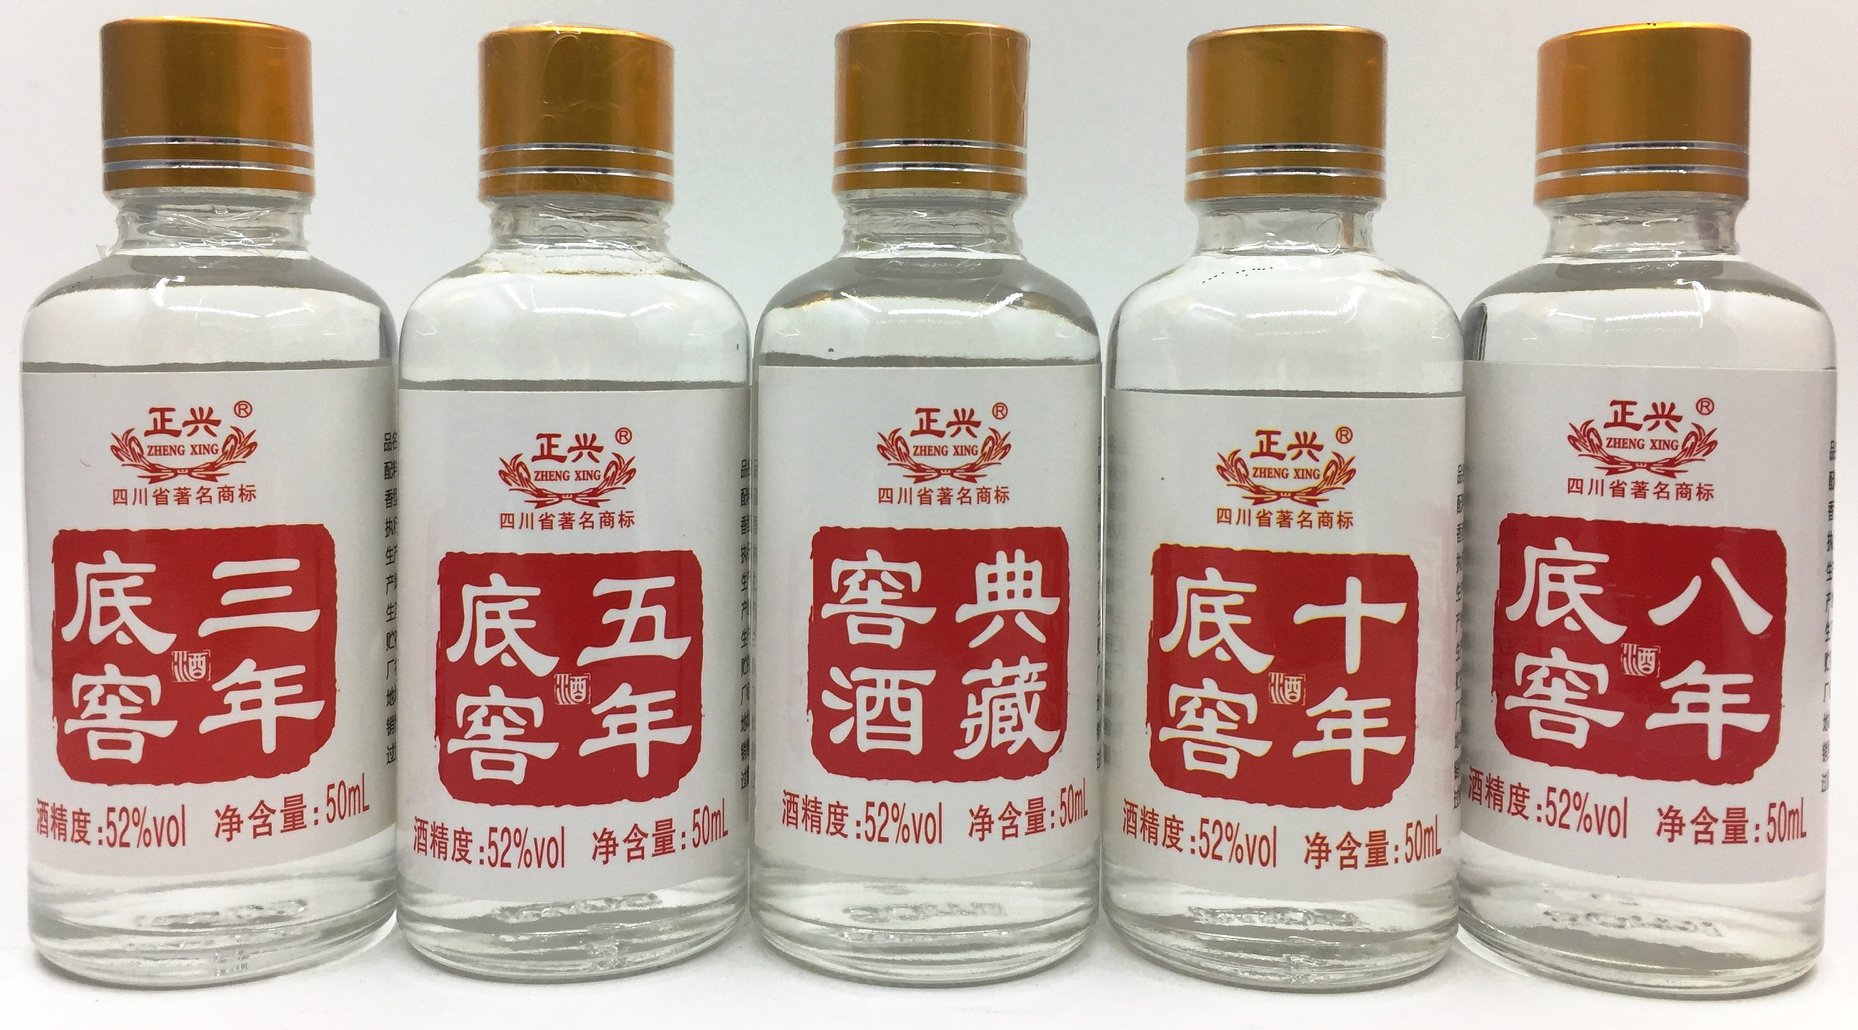 正兴®
ZHENG XING
四川省著名商标
三年
底窖
酒
酒精度:52%vol 净含量:50mL
正兴®
ZHENG XING
四川省著名商标
五年
底窖
酒
酒精度:52%vol 净含量:50mL
正兴®
ZHENG XING
四川省著名商标
典藏
窖酒
酒精度:52%vol 净含量:50mL
正兴®
ZHENG XING
四川省著名商标
十年
底窖
酒
酒精度:52%vol 净含量:50mL
正兴®
ZHENG XING
四川省著名商标
八年
底窖
酒
酒精度:52%vol 净含量:50mL